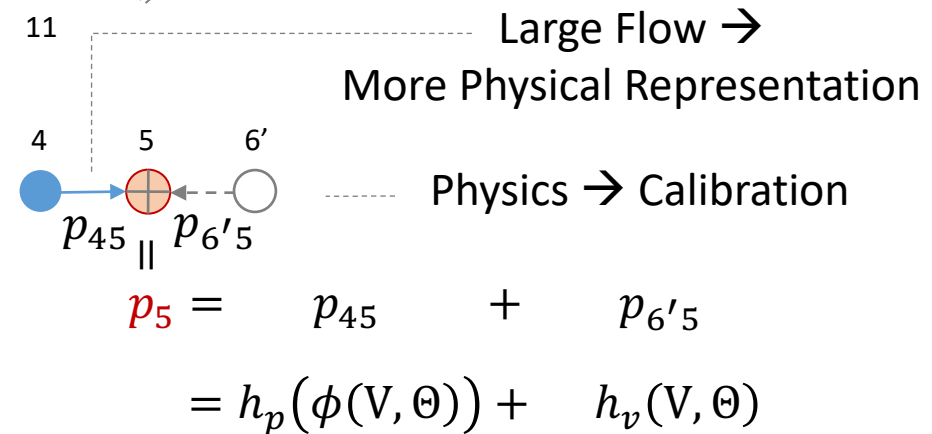 11 Large Flow →
More Physical Representation
4 5 6’
Physics → Calibration
p₄₅ p₆′₅
=
p₅ = p₄₅ + p₆′₅
= hₚ(ϕ(V, Θ)) + hᵥ(V, Θ)